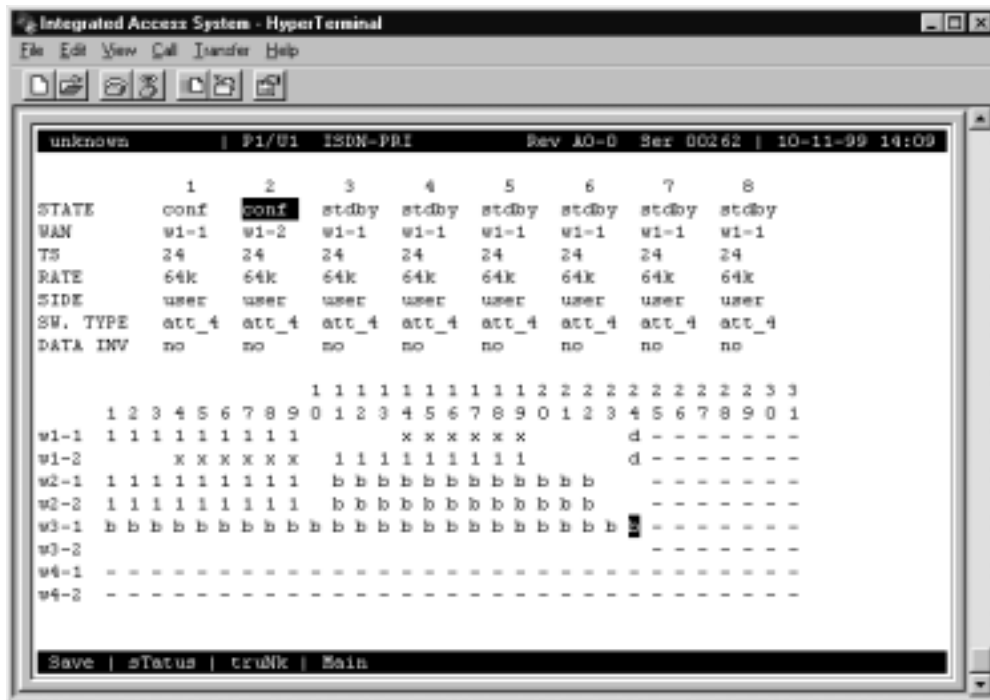 Integrated Access System - HyperTerminal
File Edit View Call Transfer Help
unknown | P1/U1 ISDN-PRI Rev A0-0 Ser 00262 | 10-11-99 14:09
1 2 3 4 5 6 7 8
STATE conf conf stdby stdby stdby stdby stdby stdby
WAN w1-1 w1-2 w1-1 w1-1 w1-1 w1-1 w1-1 w1-1
TS 24 24 24 24 24 24 24 24
RATE 64k 64k 64k 64k 64k 64k 64k 64k
SIDE user user user user user user user user
SW. TYPE att_4 att_4 att_4 att_4 att_4 att_4 att_4 att_4
DATA INV no no no no no no no no
1 1 1 1 1 1 1 1 1 1 2 2 2 2 2 2 2 2 2 2 3 3
1 2 3 4 5 6 7 8 9 0 1 2 3 4 5 6 7 8 9 0 1 2 3 4 5 6 7 8 9 0 1
w1-1 1 1 1 1 1 1 1 1 1 x x x x x x d - - - - - - -
w1-2 x x x x x x 1 1 1 1 1 1 1 1 1 d - - - - - - -
w2-1 1 1 1 1 1 1 1 1 1 b b b b b b b b b b b b - - - - - - -
w2-2 1 1 1 1 1 1 1 1 1 b b b b b b b b b b b b - - - - - - -
w3-1 b b b b b b b b b b b b b b b b b b b b b b b b - - - - - - -
w3-2 - - - - - - -
w4-1 - - - - - - - - - - - - - - - - - - - - - - - - - - - - - - -
w4-2 - - - - - - - - - - - - - - - - - - - - - - - - - - - - - - -
Save | sTatus | truNk | Main